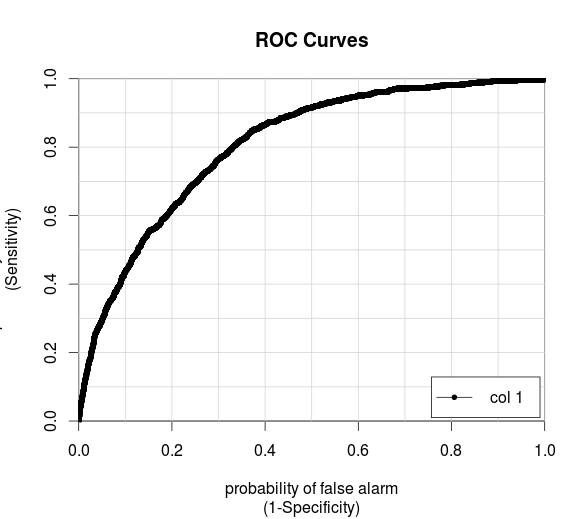 ROC Curves
1.0
0.8
0.6
0.4
0.2
0.0
(Sensitivity)
col 1
0.0 0.2 0.4 0.6 0.8 1.0
probability of false alarm
(1-Specificity)